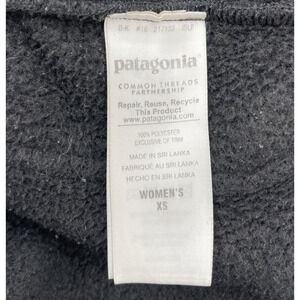 patagonia
COMMON THREADS
PARTNERSHIP
Repair, Reuse, Recycle
This Product
www.patagonia.com
100% POLYESTER
EXCLUSIVE OF TRIM
MADE IN SRI LANKA
FABRIQUÉ AU SRI LANKA
HECHO EN SRI LANKA
WOMEN'S
XS